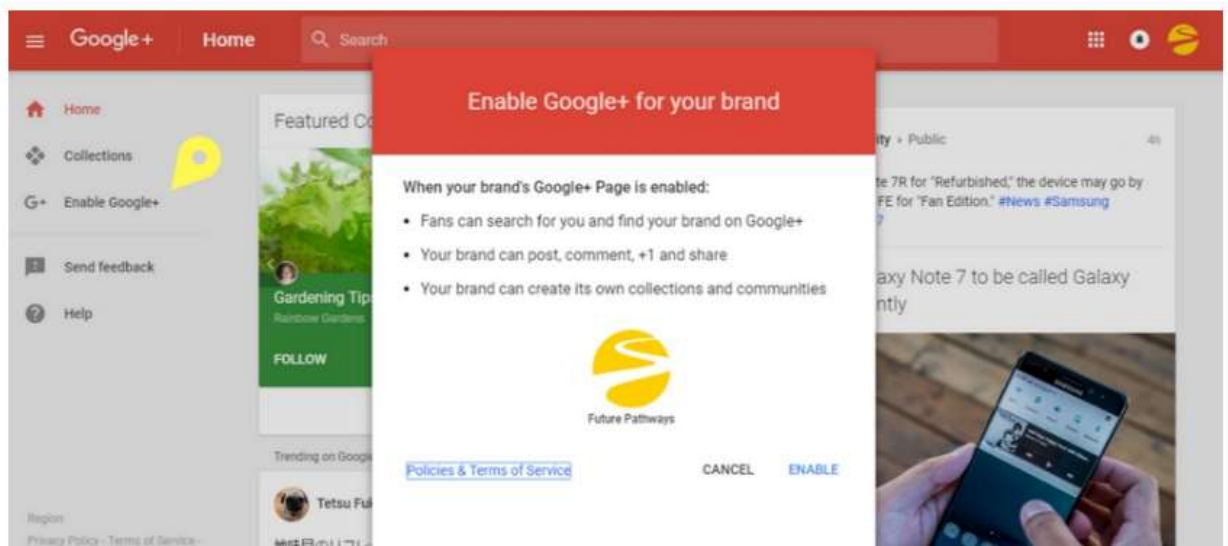 Google+ Home Search
Home
Collections
G+ Enable Google+
Send feedback
Help
Region
Privacy Policy - Terms of Service -
Featured Co
Gardening Tip
Rainbow Gardens
FOLLOW
Trending on Googl
Tetsu Fu
Enable Google+ for your brand
When your brand's Google+ Page is enabled:
• Fans can search for you and find your brand on Google+
• Your brand can post, comment, +1 and share
• Your brand can create its own collections and communities
Future Pathways
Policies & Terms of Service CANCEL ENABLE
ity › Public 4h
te 7R for "Refurbished," the device may go by
FE for "Fan Edition." #News #Samsung
7
axy Note 7 to be called Galaxy
ntly